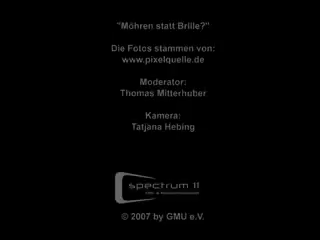 "Möhren statt Brille?"
Die Fotos stammen von:
www.pixelquelle.de
Moderator:
Thomas Mitterhuber
Kamera:
Tatjana Hebing
spectrum 11
© 2007 by GMU e.V.